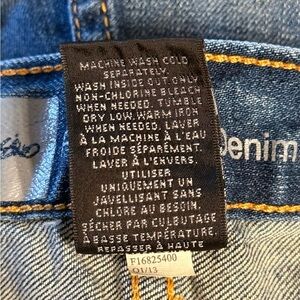 MACHINE WASH COLD
SEPARATELY.
WASH INSIDE OUT ONLY
NON-CHLORINE BLEACH
WHEN NEEDED. TUMBLE
DRY LOW. WARM IRON
WHEN NEEDED. LAVER
À LA MACHINE À L'EAU
FROIDE SÉPARÉMENT.
LAVER À L'ENVERS.
UTILISER
UNIQUEMENT UN
JAVELLISANT SANS
CHLORE AU BESOIN.
SÉCHER PAR CULBUTAGE
À BASSE TEMPÉRATURE.
REPASSER À HAUTE
Denim
F16825400
Q1/13